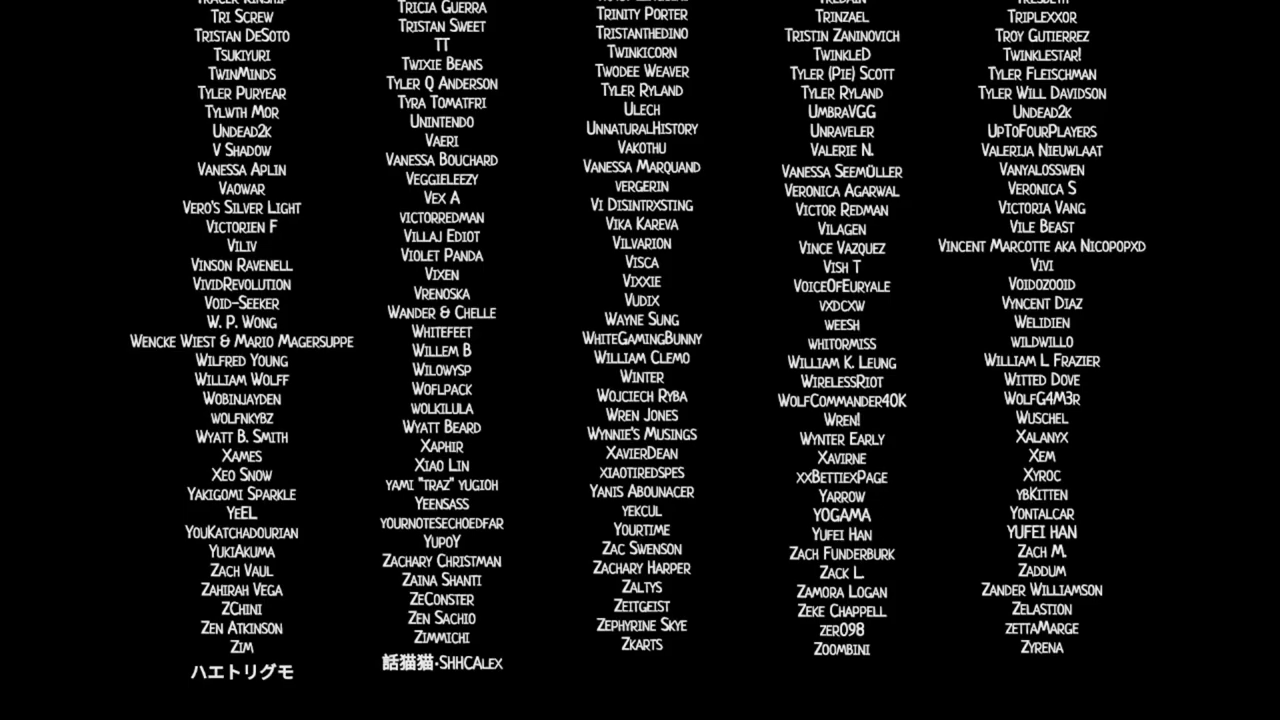 Tri Screw
Tristan DeSoto
Tsukiyuri
TwinMinds
Tyler Puryear
Tylwth Mor
Undead2k
V Shadow
Vanessa Aplin
Vaowar
Vero's Silver Light
Victorien F
Viliv
Vinson Ravenell
VividRevolution
Void-Seeker
W. P. Wong
Wencke Wiest & Mario Magersuppe
Wilfred Young
William Wolff
Wobinjayden
wolfnkybz
Wyatt B. Smith
Xames
Xeo Snow
Yakigomi Sparkle
YeEL
YouKatchadourian
YukiAkuma
Zach Vaul
Zahirah Vega
ZChini
Zen Atkinson
Zim
ハエトリグモ
Tricia Guerra
Tristan Sweet
TT
Twixie Beans
Tyler Q Anderson
Tyra Tomatfri
Unintendo
Vaeri
Vanessa Bouchard
Veggieleezy
Vex A
victorredman
Villaj Ediot
Violet Panda
Vixen
Vrenoska
Wander & Chelle
Whitefeet
Willem B
Wilowysp
Woflpack
wolkilula
Wyatt Beard
Xaphir
Xiao Lin
yami "traz" yugioh
Yeensass
yournotesechoedfar
YupoY
Zachary Christman
Zaina Shanti
ZeConster
Zen Sachio
Zimmichi
話猫猫·SHHCAlex
Trinity Porter
Tristanthedino
Twinkicorn
Twodee Weaver
Tyler Ryland
Ulech
UnnaturalHistory
Vakothu
Vanessa Marquand
vergerin
Vi Disintrxsting
Vika Kareva
Vilvarion
Visca
Vixxie
Vudix
Wayne Sung
WhiteGamingBunny
William Clemo
Winter
Wojciech Ryba
Wren Jones
Wynnie's Musings
XavierDean
xiaotiredspes
Yanis Abounacer
yekcul
Yourtime
Zac Swenson
Zachary Harper
Zaltys
Zeitgeist
Zephyrine Skye
Zkarts
Trinzael
Tristin Zaninovich
TwinkleD
Tyler (Pie) Scott
Tyler Ryland
UmbraVGG
Unraveler
Valerie N.
Vanessa Seemüller
Veronica Agarwal
Victor Redman
Vilagen
Vince Vazquez
Vish T
VoiceOfEuryale
vxdcxw
weesh
whitormiss
William K. Leung
WirelessRiot
WolfCommander40K
Wren!
Wynter Early
Xavirne
xxBettiexPage
Yarrow
YOGAMA
Yufei Han
Zach Funderburk
Zack L.
Zamora Logan
Zeke Chappell
zer098
Zoombini
Triplexxor
Troy Gutierrez
Twinklestar!
Tyler Fleischman
Tyler Will Davidson
Undead2k
UpToFourPlayers
Valerija Nieuwlaat
Vanyalosswen
Veronica S
Victoria Vang
Vile Beast
Vincent Marcotte aka Nicopopxd
Vivi
Voidozooid
Vyncent Diaz
Welidien
wildwillo
William L Frazier
Witted Dove
WolfG4M3r
Wuschel
Xalanyx
Xem
Xyroc
ybKitten
Yontalcar
YUFEI HAN
Zach M.
Zaddum
Zander Williamson
Zelastion
zettaMarge
Zyrena